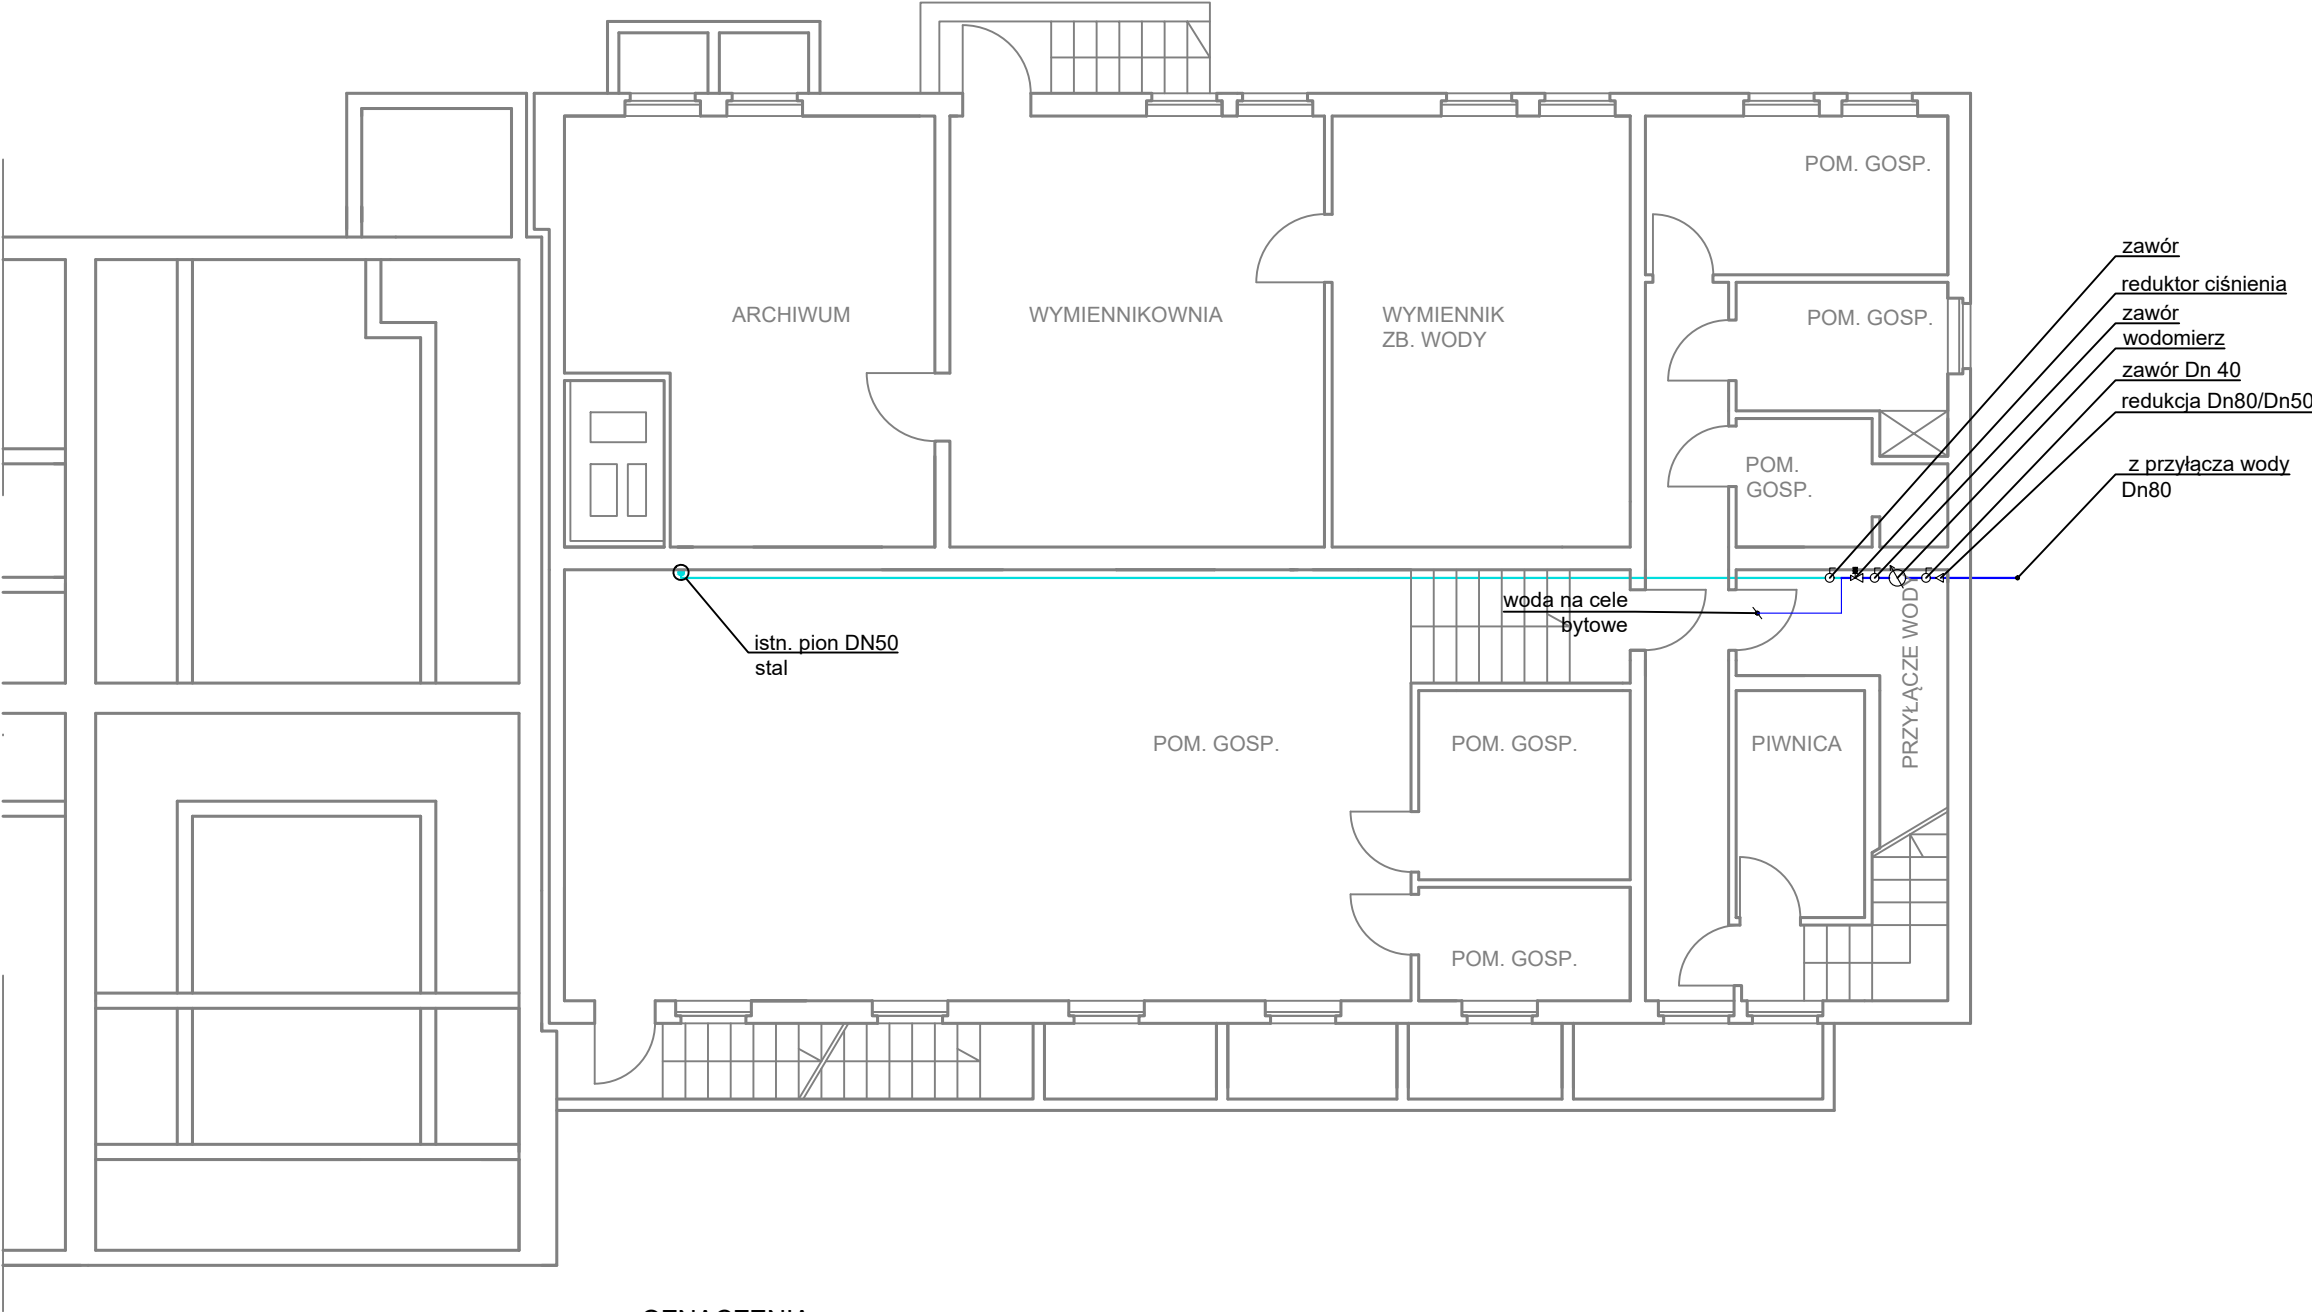 POM. GOSP.
zawór
reduktor ciśnienia
zawór
wodomierz
zawór Dn 40
redukcja Dn80/Dn50
z przyłącza wody
Dn80
ARCHIWUM
WYMIENNIKOWNIA
WYMIENNIK
ZB. WODY
POM. GOSP.
POM.
GOSP.
woda na cele
bytowe
istn. pion DN50
stal
PRZYŁĄCZE WODY
POM. GOSP.
POM. GOSP.
PIWNICA
POM. GOSP.